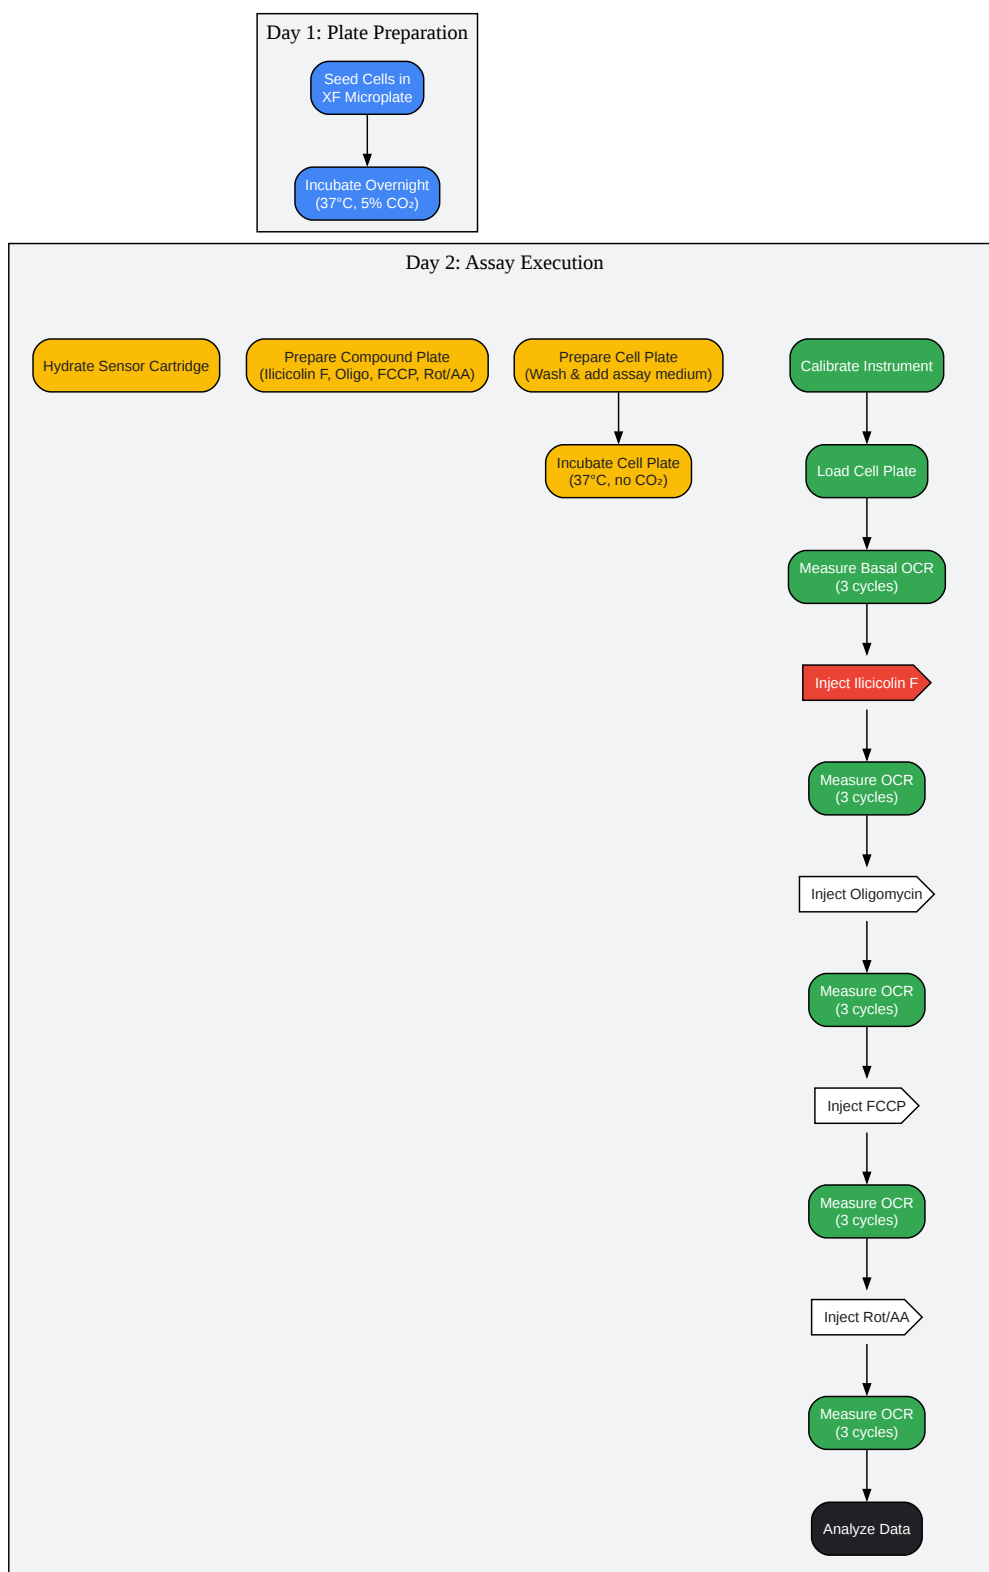 Day 1: Plate Preparation
Seed Cells in
XF Microplate
Incubate Overnight
(37°C, 5% CO₂)
Day 2: Assay Execution
Hydrate Sensor Cartridge
Prepare Compound Plate
(Ilicicolin F, Oligo, FCCP, Rot/AA)
Prepare Cell Plate
(Wash & add assay medium)
Incubate Cell Plate
(37°C, no CO₂)
Calibrate Instrument
Load Cell Plate
Measure Basal OCR
(3 cycles)
Inject Ilicicolin F
Measure OCR
(3 cycles)
Inject Oligomycin
Measure OCR
(3 cycles)
Inject FCCP
Measure OCR
(3 cycles)
Inject Rot/AA
Measure OCR
(3 cycles)
Analyze Data